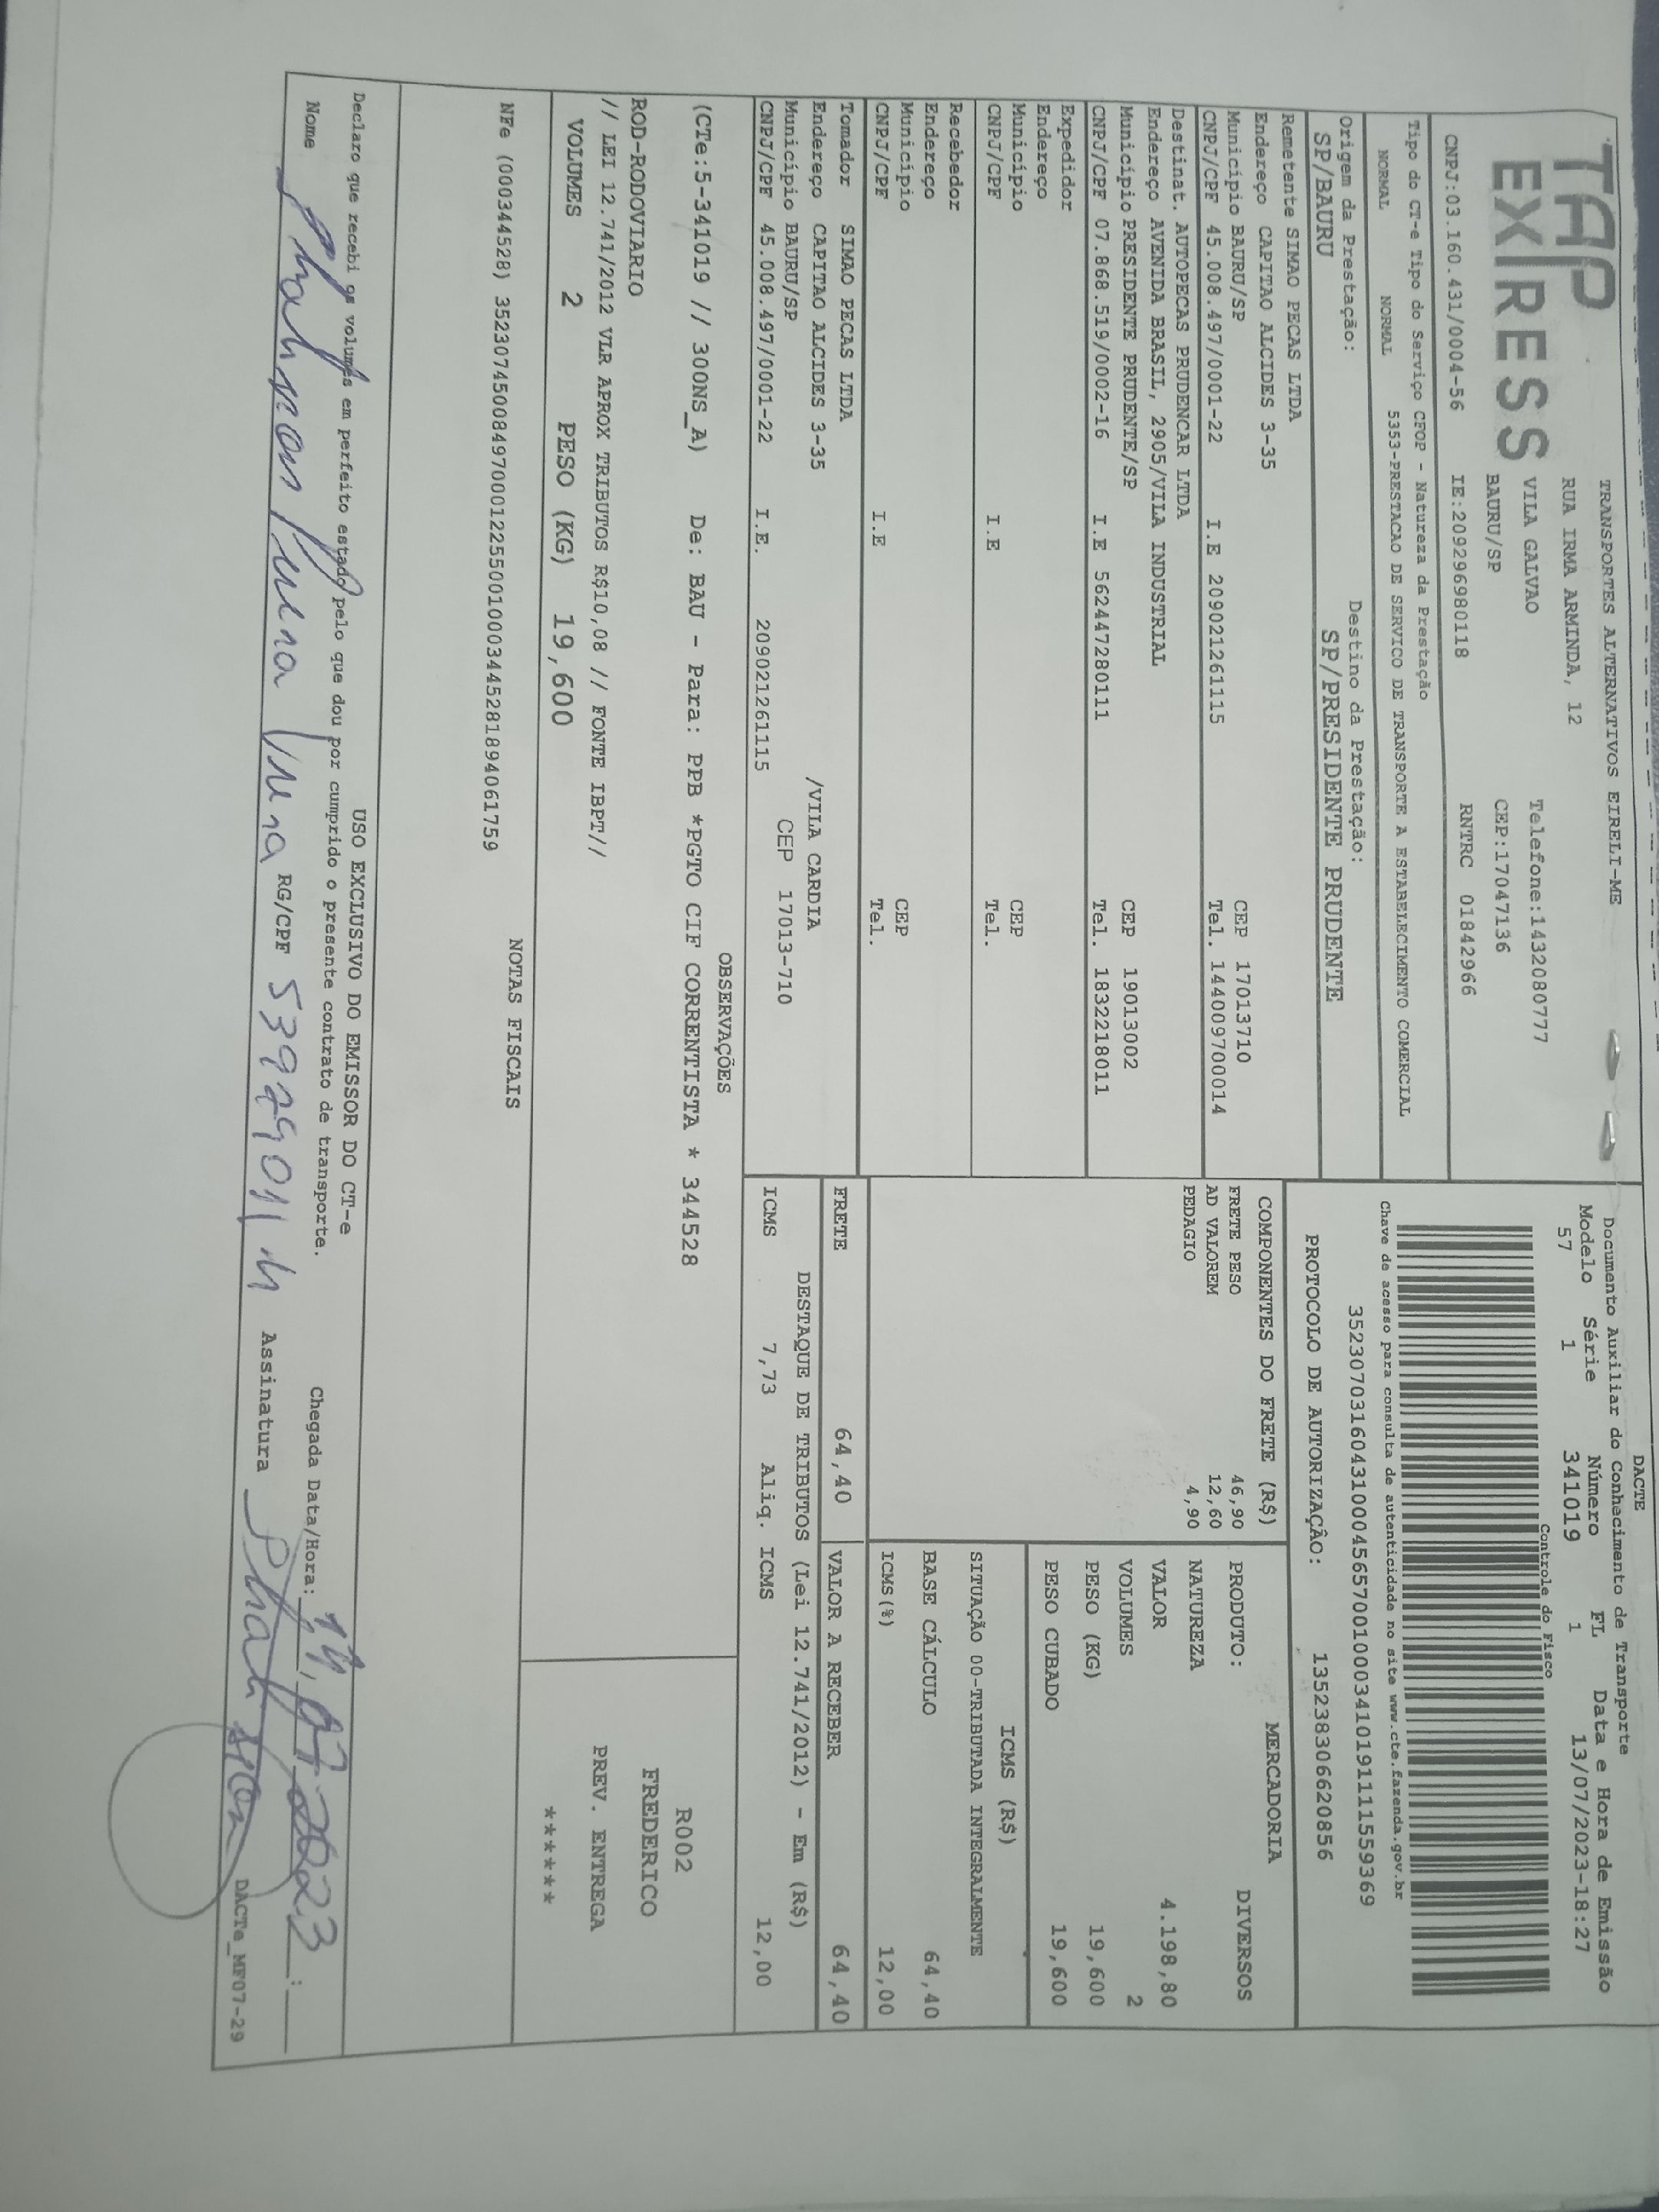 TAP
EX|RESS
TRANSPORTES ALTERNATIVOS EIRELI-ME
RUA IRMA ARMINDA, 12
VILA GALVAO Telefone:1432080777
BAURU/SP CEP:17047136
CNPJ:03.160.431/0004-56 IE:209296980118 RNTRC 01842966
DACTE
Documento Auxiliar do Conhecimento de Transporte
Modelo Série Número FL Data e Hora de Emissão
57 1 341019 1 13/07/2023-18:27
Controle do Fisco
Chave de acesso para consulta de autenticidade no site www.cte.fazenda.gov.br
35230703160431000456570010003410191111559369
PROTOCOLO DE AUTORIZAÇÃO: 135238306620856
Tipo do CT-e Tipo do Serviço CFOP - Natureza da Prestação
NORMAL NORMAL 5353-PRESTACAO DE SERVICO DE TRANSPORTE A ESTABELECIMENTO COMERCIAL
Origem da Prestação: Destino da Prestação:
SP/BAURU SP/PRESIDENTE PRUDENTE
Remetente SIMAO PECAS LTDA
Endereço CAPITAO ALCIDES 3-35
Município BAURU/SP CEP 17013710
CNPJ/CPF 45.008.497/0001-22 I.E 209021261115 Tel. 144009700014
Destinat. AUTOPECAS PRUDENCAR LTDA
Endereço AVENIDA BRASIL, 2905/VILA INDUSTRIAL
Município PRESIDENTE PRUDENTE/SP CEP 19013002
CNPJ/CPF 07.868.519/0002-16 I.E 562447280111 Tel. 1832218011
Expedidor
Endereço
Município CEP
CNPJ/CPF I.E Tel.
Recebedor
Endereço
Município CEP
CNPJ/CPF I.E Tel.
Tomador SIMAO PECAS LTDA
Endereço CAPITAO ALCIDES 3-35 /VILA CARDIA
Município BAURU/SP CEP 17013-710
CNPJ/CPF 45.008.497/0001-22 I.E. 209021261115
COMPONENTES DO FRETE (R$)
FRETE PESO 46,90
AD VALOREM 12,60
PEDAGIO 4,90
MERCADORIA
PRODUTO: DIVERSOS
NATUREZA
VALOR 4.198,80
VOLUMES 2
PESO (KG) 19,600
PESO CUBADO 19,600
ICMS (R$)
SITUAÇÃO 00-TRIBUTADA INTEGRALMENTE
BASE CÁLCULO 64,40
ICMS(%) 12,00
FRETE 64,40 VALOR A RECEBER 64,40
DESTAQUE DE TRIBUTOS (Lei 12.741/2012) - Em (R$)
ICMS 7,73 Aliq. ICMS 12,00
OBSERVAÇÕES
(CTe:5-341019 // 300NS_A) De: BAU - Para: PPB *PGTO CIF CORRENTISTA * 344528
ROD-RODOVIARIO
// LEI 12.741/2012 VLR APROX TRIBUTOS R$10,08 // FONTE IBPT//
VOLUMES 2 PESO (KG) 19,600
R002
FREDERICO
PREV. ENTREGA
*******
NOTAS FISCAIS
NFe (000344528) 35230745008497000122550010003445281894061759
USO EXCLUSIVO DO EMISSOR DO CT-e
Declaro que recebi os volumes em perfeito estado pelo que dou por cumprido o presente contrato de transporte.
Chegada Data/Hora: 14,07,2023 :
Nome RG/CPF Assinatura
DACTe_MF07-29